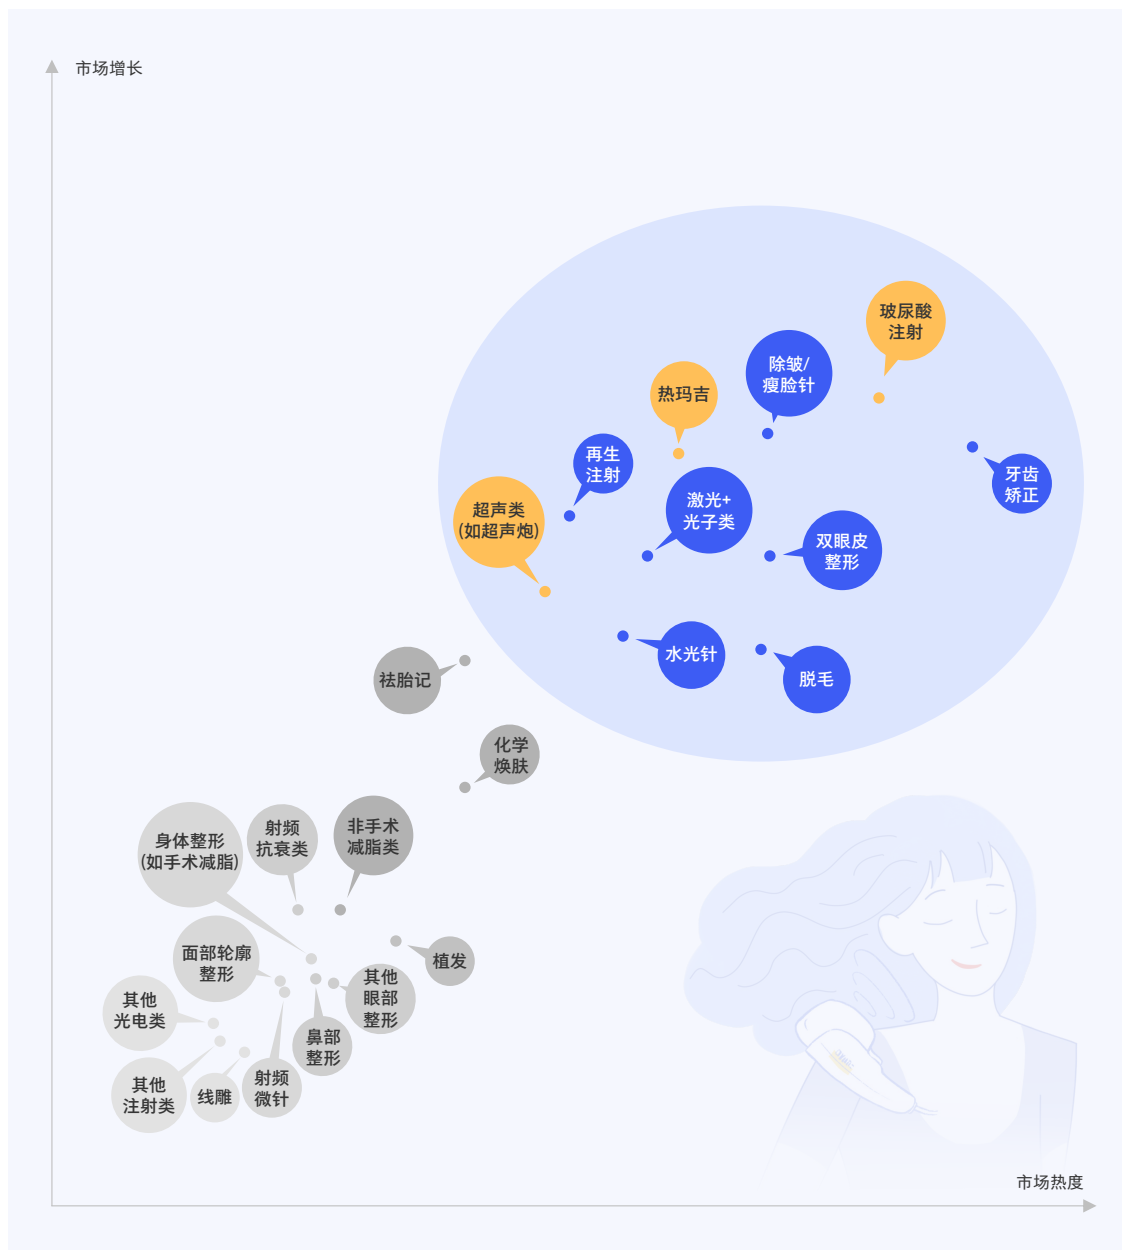 市场增长
玻尿酸
注射
除皱/
瘦脸针
热玛吉
再生
注射
牙齿
矫正
超声类
(如超声炮)
激光+
光子类
双眼皮
整形
水光针
脱毛
祛胎记
化学
焕肤
非手术
减脂类
射频
抗衰类
身体整形
(如手术减脂)
面部轮廓
整形
植发
其他
眼部
整形
其他
光电类
鼻部
整形
射频
微针
线雕
其他
注射类
市场热度